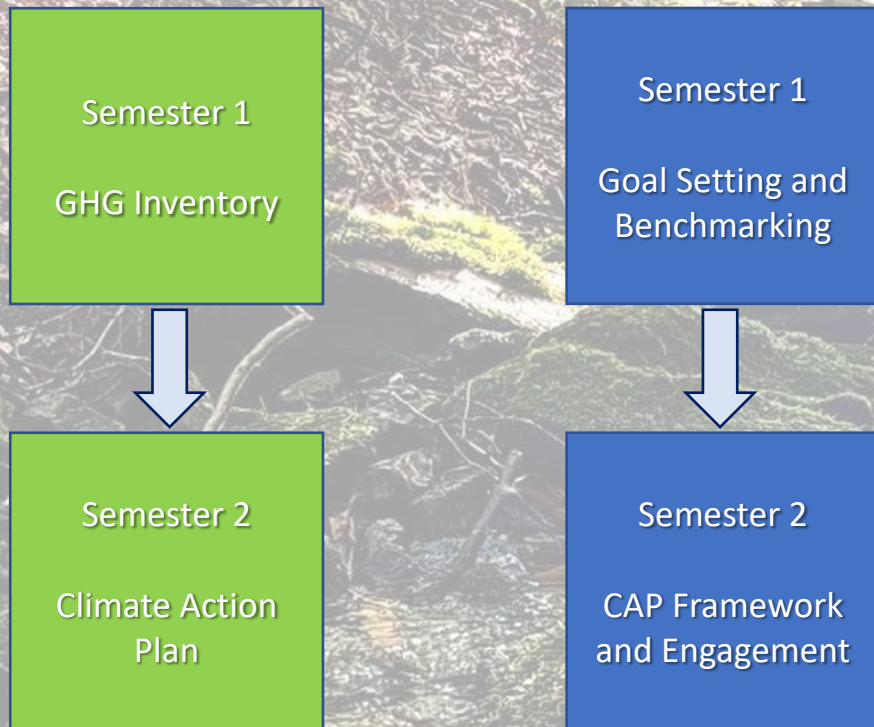 Semester 1
GHG Inventory
Semester 1
Goal Setting and
Benchmarking
Semester 2
Climate Action
Plan
Semester 2
CAP Framework
and Engagement